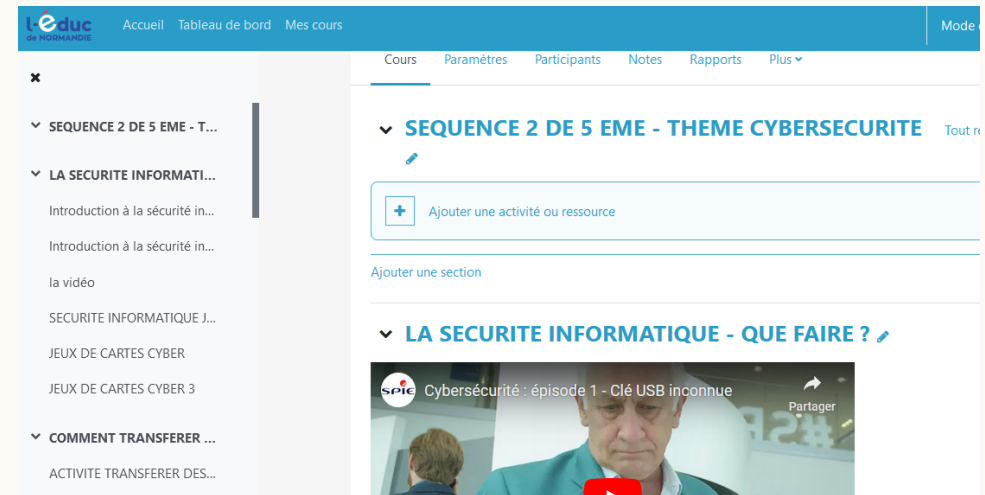 l-éduc
de NORMANDIE
Accueil Tableau de bord Mes cours
Mode
Cours Paramètres Participants Notes Rapports Plus
SEQUENCE 2 DE 5 EME - T...
LA SECURITE INFORMATI...
Introduction à la sécurité in...
Introduction à la sécurité in...
la vidéo
SECURITE INFORMATIQUE J...
JEUX DE CARTES CYBER
JEUX DE CARTES CYBER 3
COMMENT TRANSFERER ...
ACTIVITE TRANSFERER DES...
SEQUENCE 2 DE 5 EME - THEME CYBERSECURITE Tout
Ajouter une activité ou ressource
Ajouter une section
LA SECURITE INFORMATIQUE - QUE FAIRE ?
SPIE Cybersécurité : épisode 1 - Clé USB inconnue
Partager